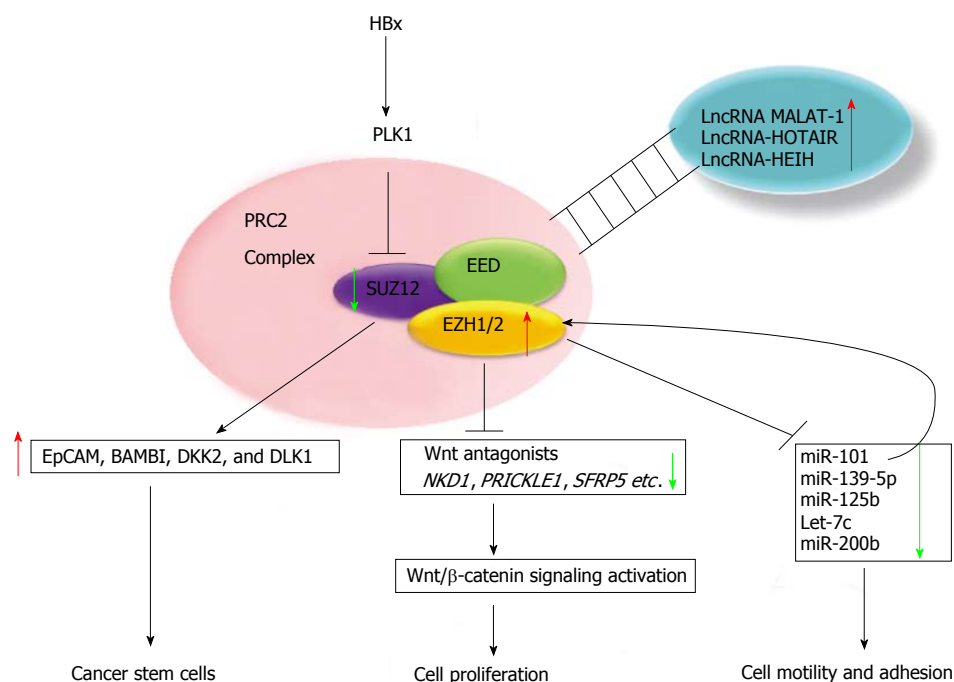 HBx
PLK1
LncRNA MALAT-1
LncRNA-HOTAIR
LncRNA-HEIH
PRC2
Complex
EED
SUZ12
EZH1/2
EpCAM, BAMBI, DKK2, and DLK1
Wnt antagonists
NKD1, PRICKLE1, SFRP5 etc.
miR-101
miR-139-5p
miR-125b
Let-7c
miR-200b
Wnt/β-catenin signaling activation
Cancer stem cells
Cell proliferation
Cell motility and adhesion